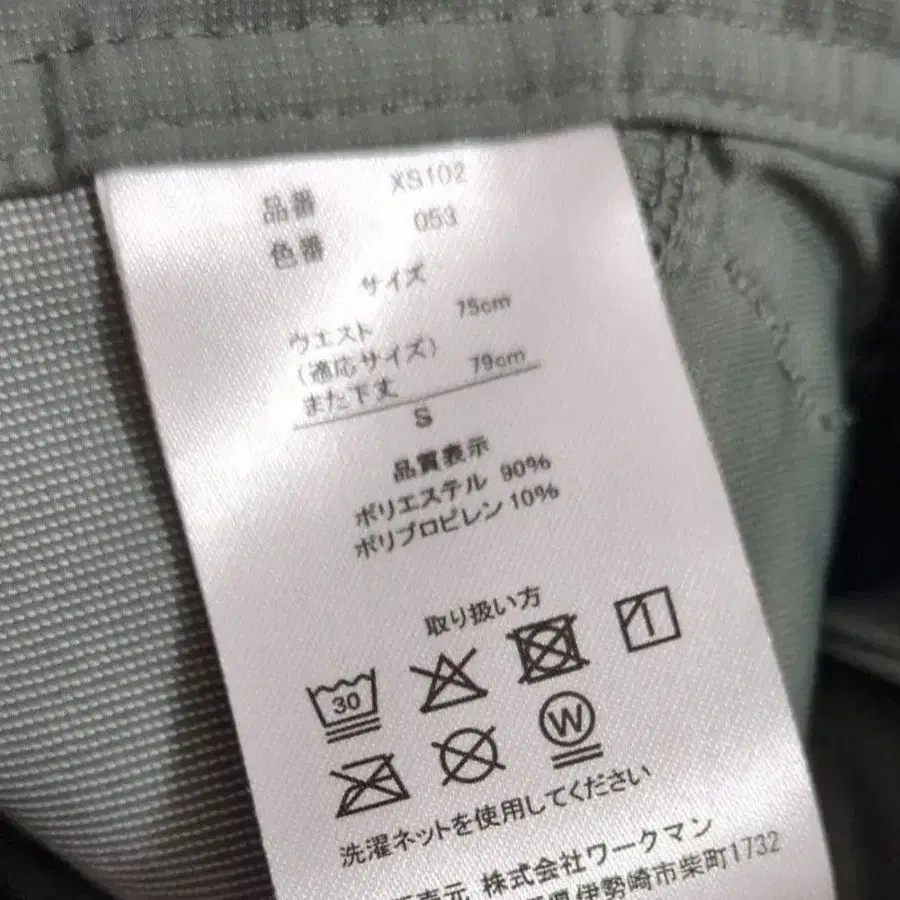 品番 XS102
色番 053
サイズ
ウエスト 75cm
(適応サイズ)
また下丈 79cm
S
品質表示
ポリエステル 90%
ポリプロピレン 10%
取り扱い方
30
W
洗濯ネットを使用してください
売元 株式会社ワークマン
県伊勢崎市柴町1732